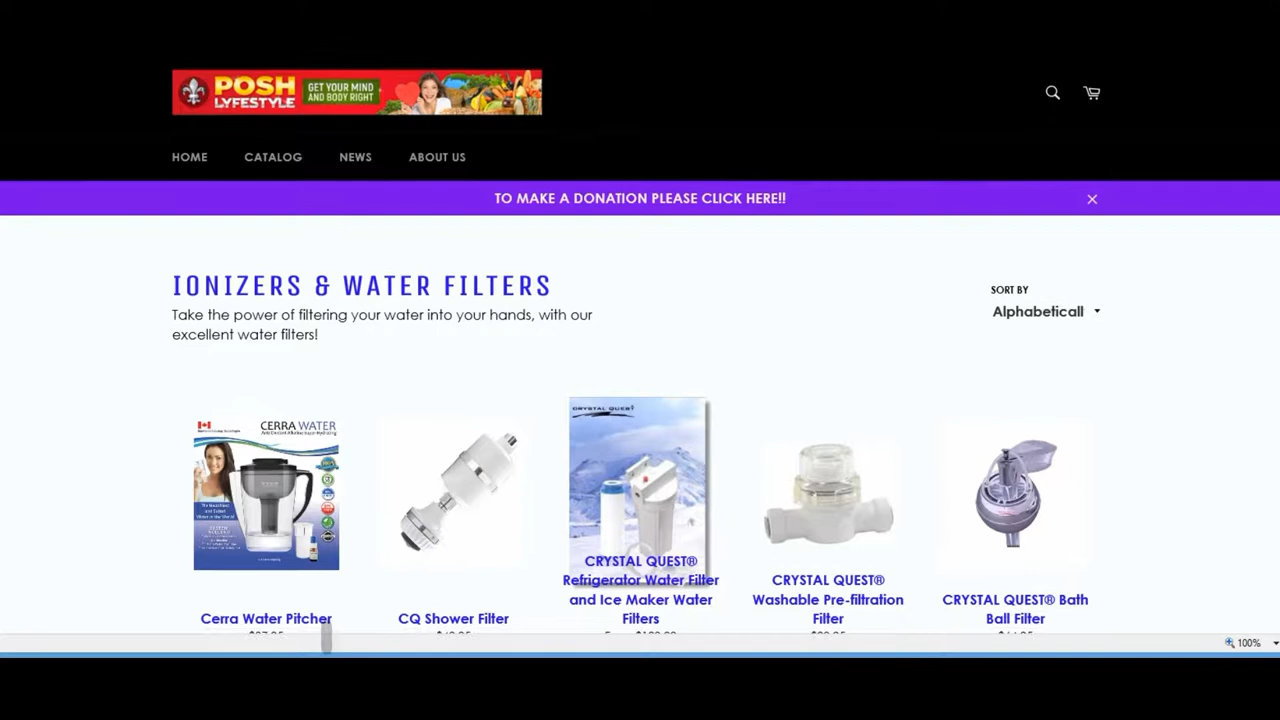 POSH
LYFESTYLE
GET YOUR MIND
AND BODY RIGHT
HOME CATALOG NEWS ABOUT US
TO MAKE A DONATION PLEASE CLICK HERE!!
IONIZERS & WATER FILTERS
Take the power of filtering your water into your hands, with our
excellent water filters!
SORT BY
Alphabeticall
CERRA WATER
CRYSTAL QUEST
Cerra Water Pitcher
CQ Shower Filter
CRYSTAL QUEST®
Refrigerator Water Filter
and Ice Maker Water
Filters
CRYSTAL QUEST®
Washable Pre-filtration
Filter
CRYSTAL QUEST® Bath
Ball Filter
100%